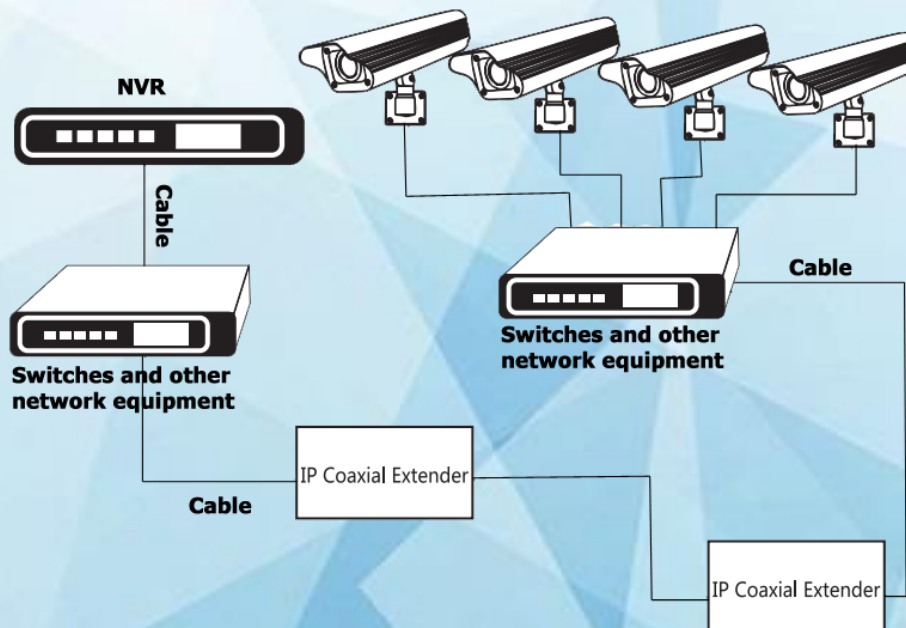 NVR
Cable
Cable
Switches and other
network equipment
Switches and other
network equipment
IP Coaxial Extender
Cable
IP Coaxial Extender